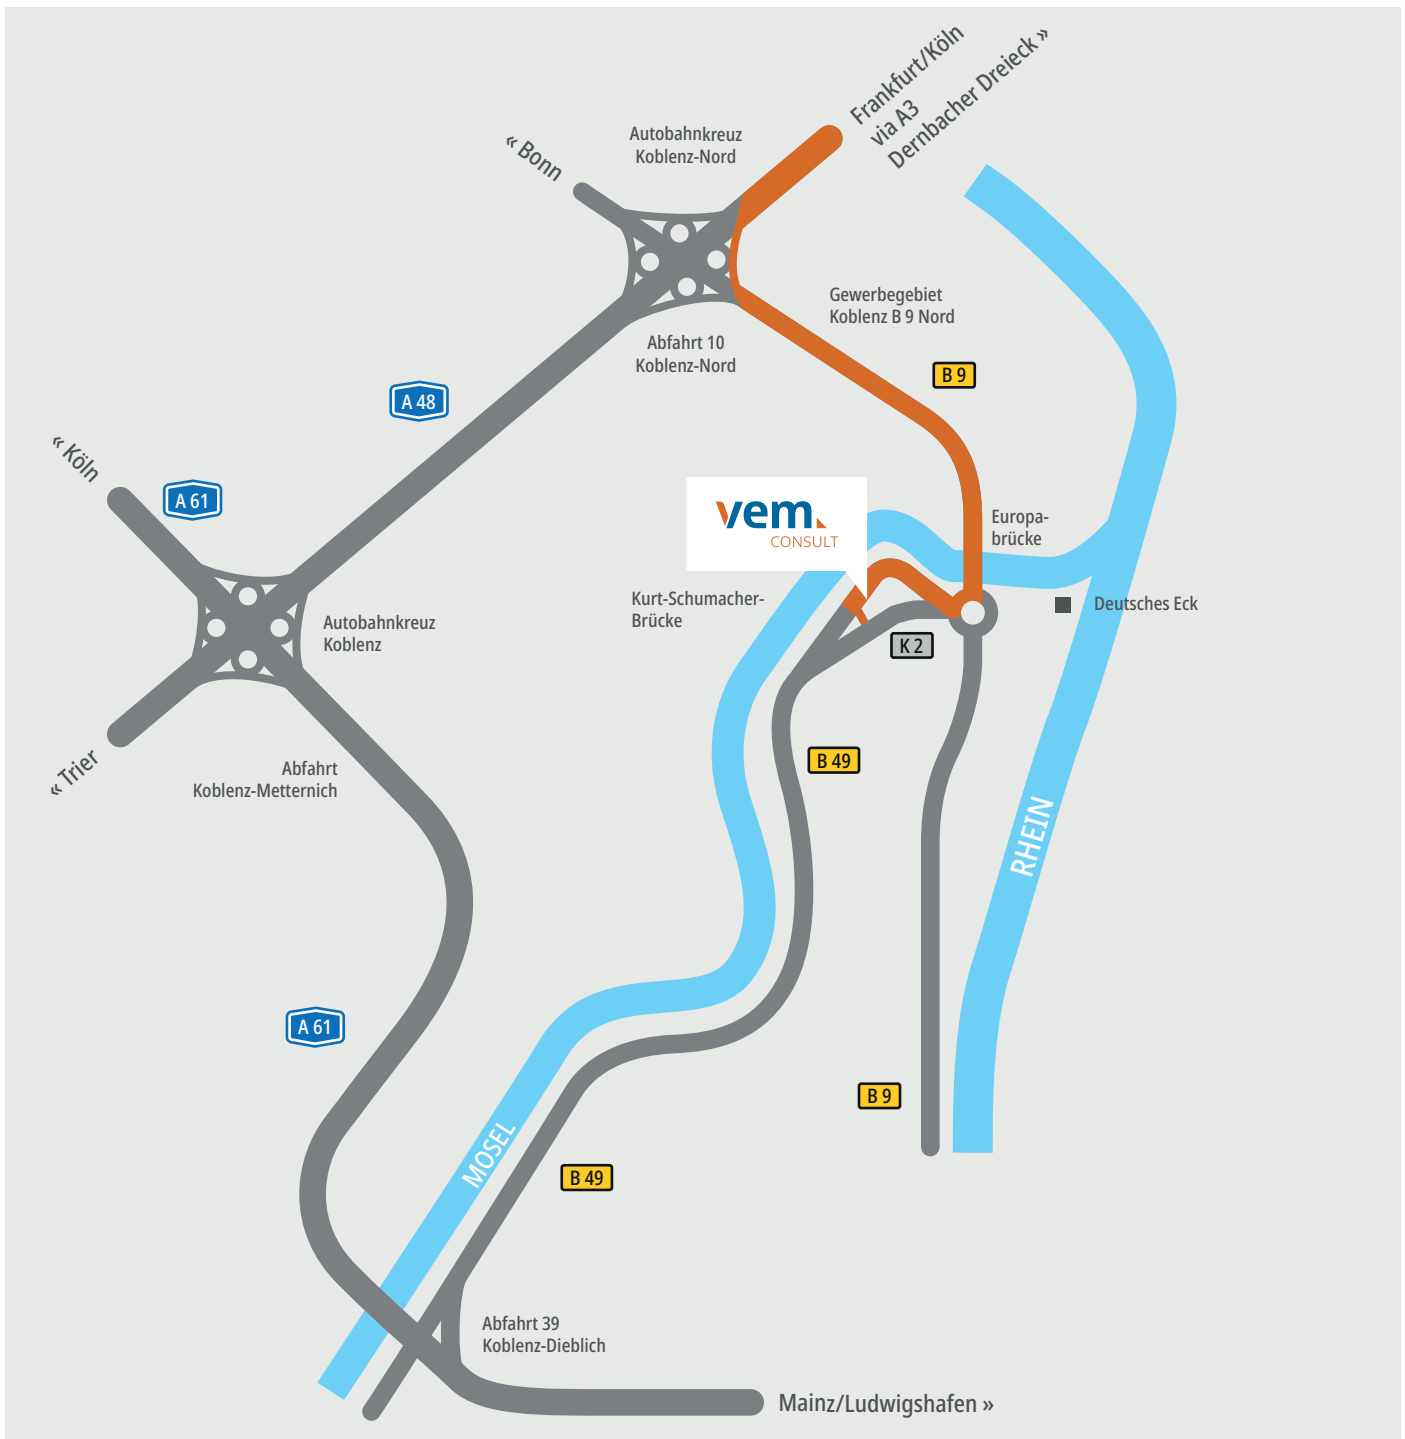 Frankfurt/Köln
via A3
Dernbacher Dreieck »
Autobahnkreuz
Koblenz-Nord
« Bonn
Gewerbegebiet
Koblenz B 9 Nord
Abfahrt 10
Koblenz-Nord
B 9
A 48
« Köln
A 61
vem.
CONSULT
Europa-
brücke
Kurt-Schumacher-
Brücke
Deutsches Eck
Autobahnkreuz
Koblenz
K 2
« Trier
Abfahrt
Koblenz-Metternich
B 49
RHEIN
A 61
B 9
MOSEL
B 49
Abfahrt 39
Koblenz-Dieblich
Mainz/Ludwigshafen »